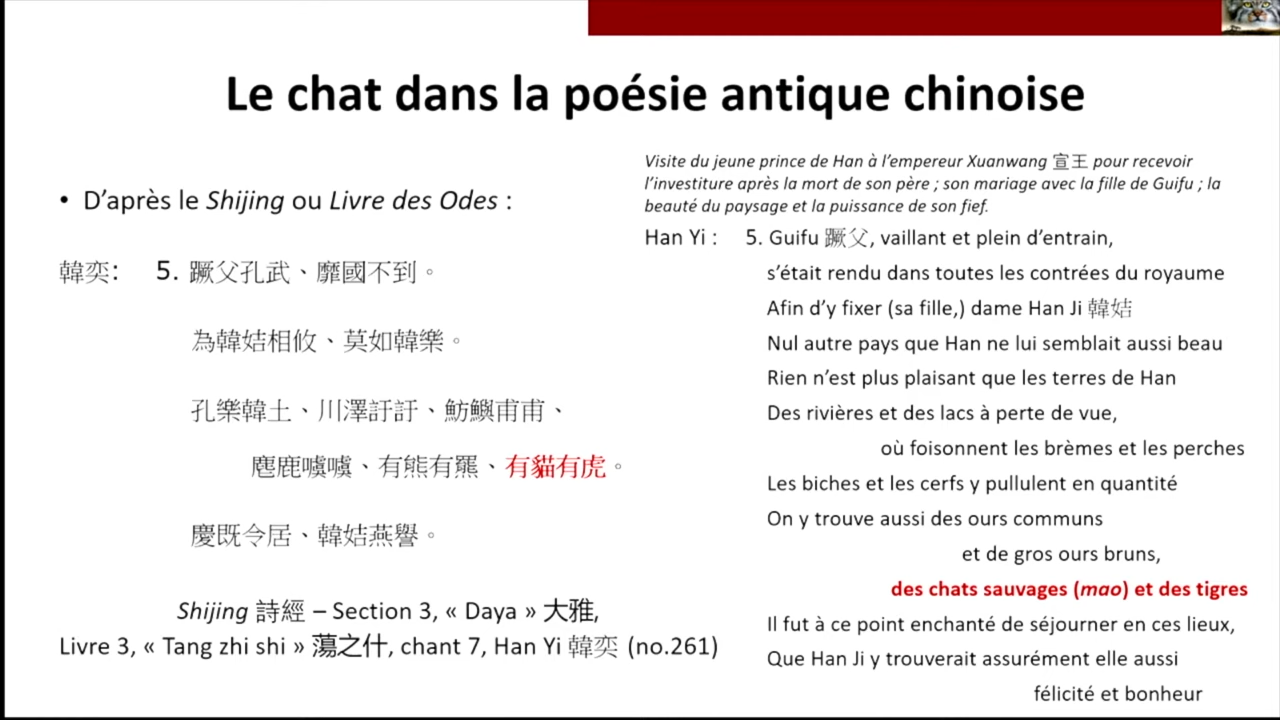 Le chat dans la poésie antique chinoise
• D’après le Shijing ou Livre des Odes :
韓奕: 5. 蹶父孔武、靡國不到。
為韓姞相攸、莫如韓樂。
孔樂韓土、川澤訏訏、魴鱮甫甫、
麀鹿噳噳、有熊有羆、有貓有虎。
慶既令居、韓姞燕譽。
Shijing 詩經 – Section 3, « Daya » 大雅,
Livre 3, « Tang zhi shi » 蕩之什, chant 7, Han Yi 韓奕 (no.261)
Visite du jeune prince de Han à l’empereur Xuanwang 宣王 pour recevoir
l’investiture après la mort de son père ; son mariage avec la fille de Guifu ; la
beauté du paysage et la puissance de son fief.
Han Yi : 5. Guifu 蹶父, vaillant et plein d’entrain,
s’était rendu dans toutes les contrées du royaume
Afin d’y fixer (sa fille,) dame Han Ji 韓姞
Nul autre pays que Han ne lui semblait aussi beau
Rien n’est plus plaisant que les terres de Han
Des rivières et des lacs à perte de vue,
où foisonnent les brèmes et les perches
Les biches et les cerfs y pullulent en quantité
On y trouve aussi des ours communs
et de gros ours bruns,
des chats sauvages (mao) et des tigres
Il fut à ce point enchanté de séjourner en ces lieux,
Que Han Ji y trouverait assurément elle aussi
félicité et bonheur